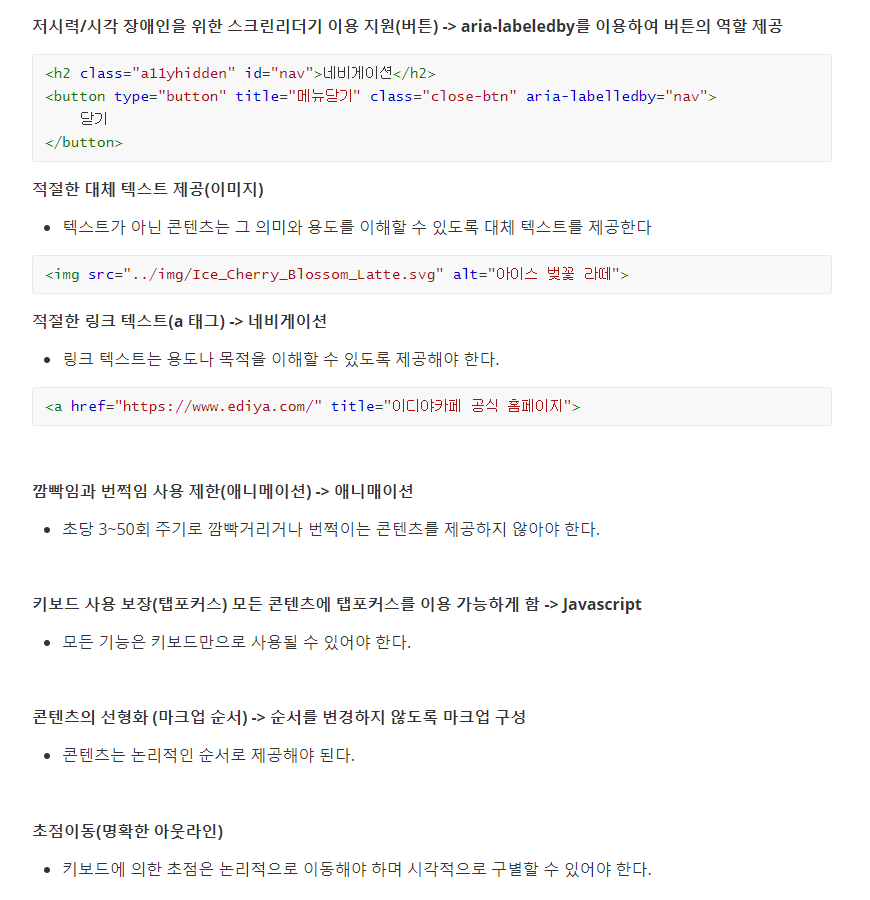 저시력/시각 장애인을 위한 스크린리더기 이용 지원(버튼) -> aria-labeledby를 이용하여 버튼의 역할 제공
<h2 class="a11yhidden" id="nav">네비게이션</h2>
<button type="button" title="메뉴닫기" class="close-btn" aria-labelledby="nav">
    닫기
</button>
적절한 대체 텍스트 제공(이미지)
• 텍스트가 아닌 콘텐츠는 그 의미와 용도를 이해할 수 있도록 대체 텍스트를 제공한다
<img src="../img/Ice_Cherry_Blossom_Latte.svg" alt="아이스 벚꽃 라떼">
적절한 링크 텍스트(a 태그) -> 네비게이션
• 링크 텍스트는 용도나 목적을 이해할 수 있도록 제공해야 한다.
<a href="https://www.ediya.com/" title="이디야카페 공식 홈페이지">
깜빡임과 번쩍임 사용 제한(애니메이션) -> 애니매이션
• 초당 3~50회 주기로 깜빡거리거나 번쩍이는 콘텐츠를 제공하지 않아야 한다.
키보드 사용 보장(탭포커스) 모든 콘텐츠에 탭포커스를 이용 가능하게 함 -> Javascript
• 모든 기능은 키보드만으로 사용될 수 있어야 한다.
콘텐츠의 선형화 (마크업 순서) -> 순서를 변경하지 않도록 마크업 구성
• 콘텐츠는 논리적인 순서로 제공해야 된다.
초점이동(명확한 아웃라인)
• 키보드에 의한 초점은 논리적으로 이동해야 하며 시각적으로 구별할 수 있어야 한다.